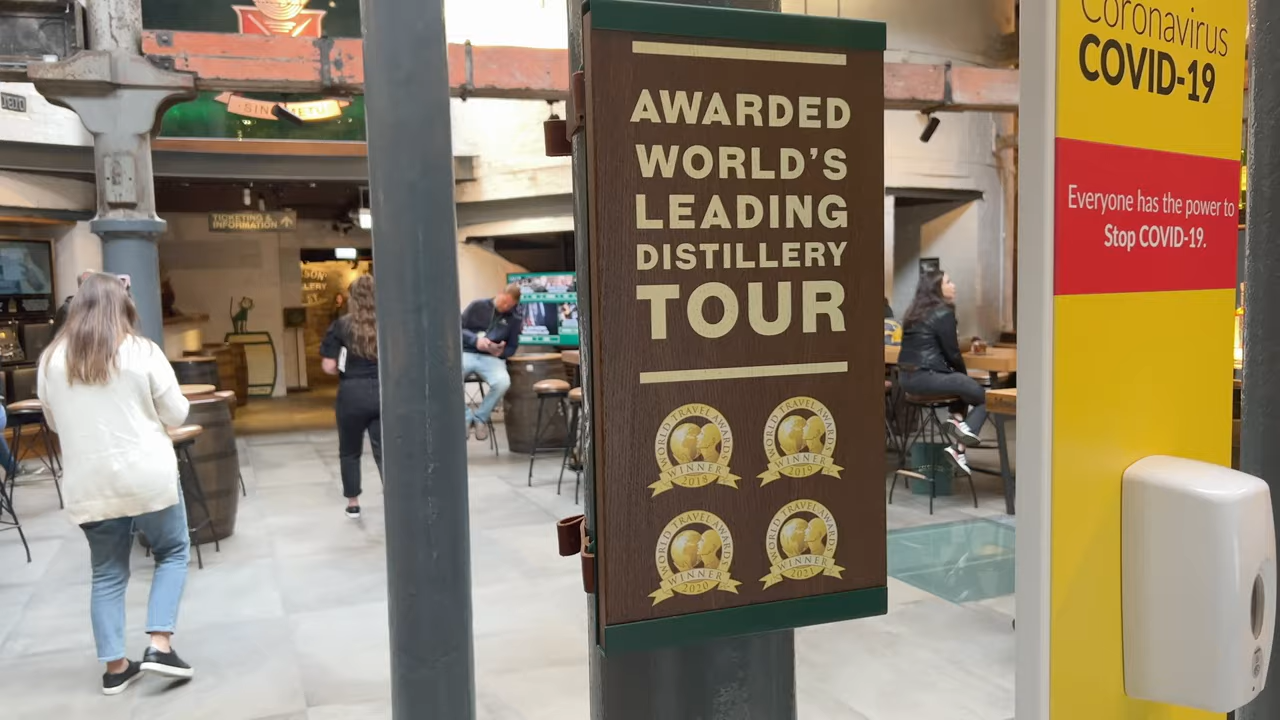 SINE METU
TICKETING &
INFORMATION
AWARDED
WORLD'S
LEADING
DISTILLERY
TOUR
WORLD TRAVEL AWARDS
WINNER
2018
WORLD TRAVEL AWARDS
WINNER
2019
WORLD TRAVEL AWARDS
WINNER
2020
WORLD TRAVEL AWARDS
WINNER
2021
Coronavirus
COVID-19
Everyone has the power to
Stop COVID-19.